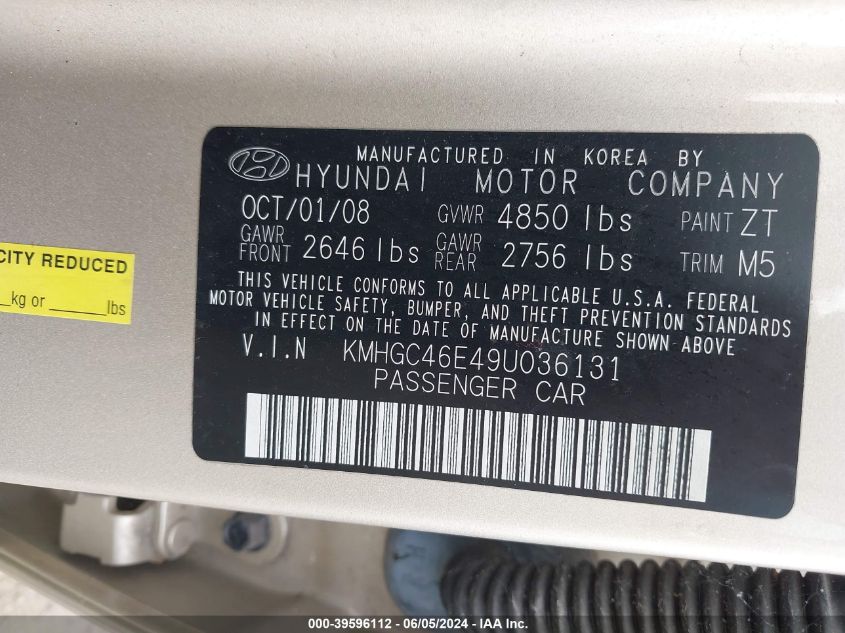 MANUFACTURED IN KOREA BY
HYUNDAI MOTOR COMPANY
OCT/01/08 GVWR 4850 lbs PAINT ZT
GAWR FRONT 2646 lbs GAWR REAR 2756 lbs TRIM M5
THIS VEHICLE CONFORMS TO ALL APPLICABLE U.S.A. FEDERAL
MOTOR VEHICLE SAFETY, BUMPER, AND THEFT PREVENTION STANDARDS
IN EFFECT ON THE DATE OF MANUFACTURE SHOWN ABOVE
V.I.N KMHGC46E49U036131
PASSENGER CAR
CITY REDUCED
kg or ______ lbs
000-39596112 - 06/05/2024 - IAA Inc.